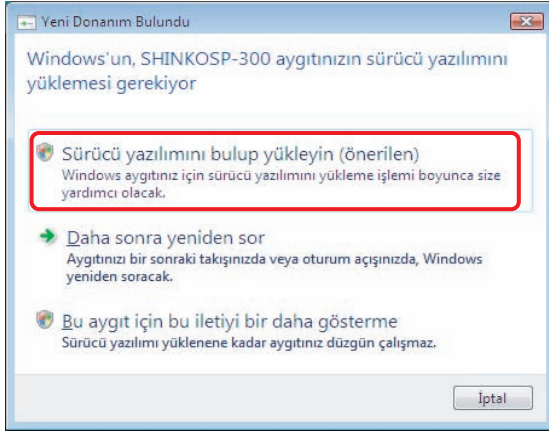 Yeni Donanım Bulundu
Windows'un, SHINKOSP-300 aygıtınızın sürücü yazılımını
yüklemesi gerekiyor
Sürücü yazılımını bulup yükleyin (önerilen)
Windows aygıtınız için sürücü yazılımını yükleme işlemi boyunca size
yardımcı olacak.
Daha sonra yeniden sor
Aygıtınızı bir sonraki takışınızda veya oturum açışınızda, Windows
yeniden soracak.
Bu aygıt için bu iletiyi bir daha gösterme
Sürücü yazılımı yüklenene kadar aygıtınız düzgün çalışmaz.
İptal